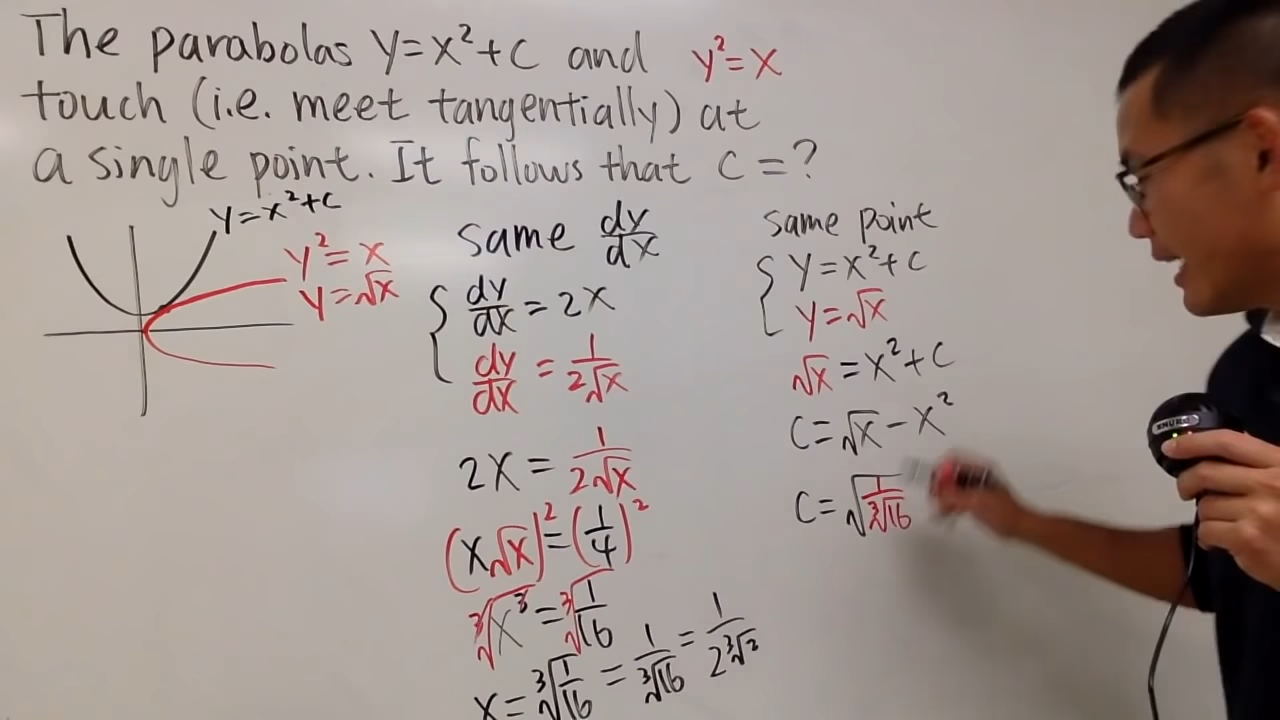 The parabolas y=x²+c and y²=x
touch (i.e. meet tangentially) at
a single point. It follows that c=?
y=x²+c
y²=x
y=√x
same dy/dx
{ dy/dx = 2x
dy/dx = 1/(2√x)
2x = 1/(2√x)
(x√x)² = (1/4)²
∛(x³) = ∛(1/16)
x = ∛(1/16) = 1/∛16 = 1/(2∛2)
same point
{ y=x²+c
y=√x
√x = x²+c
c=√x-x²
c=√(1/∛16)
SHURE